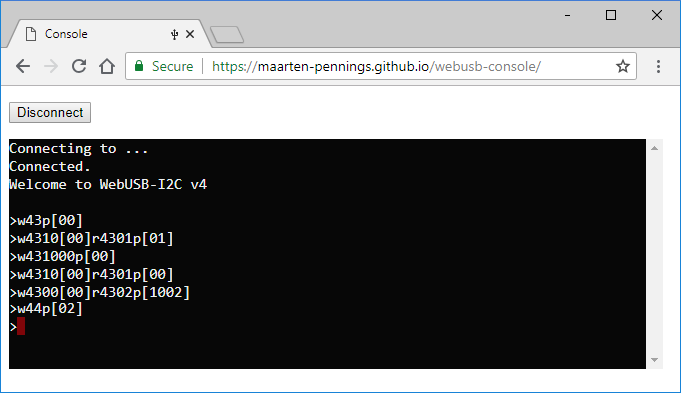 Console
Secure https://maarten-pennings.github.io/webusb-console/
Disconnect
Connecting to ...
Connected.
Welcome to WebUSB-I2C v4
>w43p[00]
>w4310[00]r4301p[01]
>w431000p[00]
>w4310[00]r4301p[00]
>w4300[00]r4302p[1002]
>w44p[02]
>